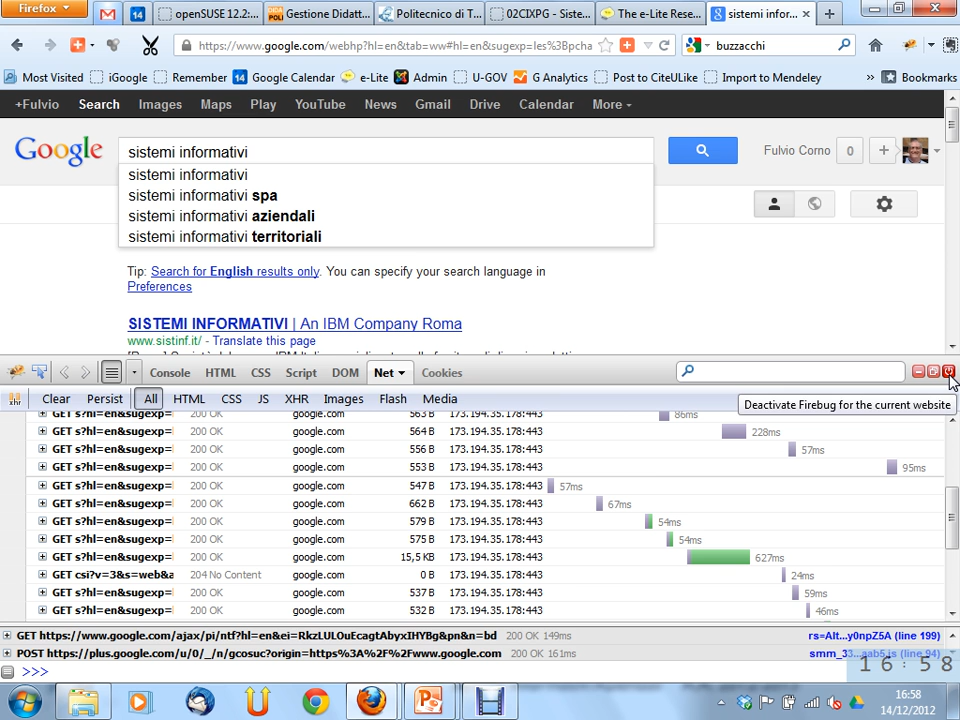 Firefox
14 openSUSE 12.2:... Gestione Didatt... Politecnico di T... 02CIXPG - Siste... The e-Lite Rese... sistemi infor...
https://www.google.com/webhp?hl=en&tab=ww#hl=en&sugexp=les%3Bpcha buzzacchi
Most Visited iGoogle Remember 14 Google Calendar e-Lite Admin U-GOV G Analytics Post to CiteULike Import to Mendeley » Bookmarks
+Fulvio Search Images Maps Play YouTube News Gmail Drive Calendar More
Google sistemi informativi Fulvio Corno 0 +
sistemi informativi
sistemi informativi spa
sistemi informativi aziendali
sistemi informativi territoriali
Tip: Search for English results only. You can specify your search language in
Preferences
SISTEMI INFORMATIVI | An IBM Company Roma
www.sistinf.it/ - Translate this page
Console HTML CSS Script DOM Net Cookies
xhr Clear Persist All HTML CSS JS XHR Images Flash Media
Deactivate Firebug for the current website
GET s?hl=en&sugexp= 200 OK google.com 563 B 173.194.35.178:443 86ms
GET s?hl=en&sugexp= 200 OK google.com 564 B 173.194.35.178:443 228ms
GET s?hl=en&sugexp= 200 OK google.com 556 B 173.194.35.178:443 57ms
GET s?hl=en&sugexp= 200 OK google.com 553 B 173.194.35.178:443 95ms
GET s?hl=en&sugexp= 200 OK google.com 547 B 173.194.35.178:443 57ms
GET s?hl=en&sugexp= 200 OK google.com 662 B 173.194.35.178:443 67ms
GET s?hl=en&sugexp= 200 OK google.com 579 B 173.194.35.178:443 54ms
GET s?hl=en&sugexp= 200 OK google.com 575 B 173.194.35.178:443 54ms
GET s?hl=en&sugexp= 200 OK google.com 15,5 KB 173.194.35.178:443 627ms
GET csi?v=3&s=web&a 204 No Content google.com 0 B 173.194.35.178:443 24ms
GET s?hl=en&sugexp= 200 OK google.com 537 B 173.194.35.178:443 59ms
GET s?hl=en&sugexp= 200 OK google.com 532 B 173.194.35.178:443 46ms
GET https://www.google.com/ajax/pi/ntf?hl=en&ei=RkzLULOuEcagtAbyxIHYBg&pn&n=bd 200 OK 149ms rs=Alt...y0npZ5A (line 199)
POST https://plus.google.com/u/0/_/n/gcosuc?origin=https%3A%2F%2Fwww.google.com 200 OK 161ms smm_33...aab5.js (line 94)
>>>
16:58
16:58
14/12/2012